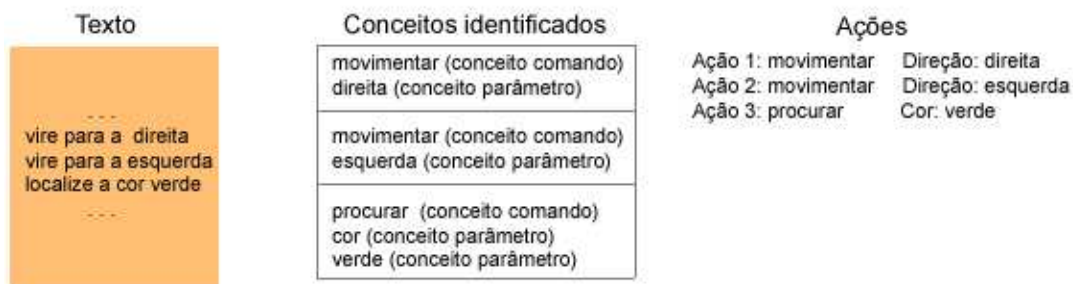 Texto
. . .
vire para a direita
vire para a esquerda
localize a cor verde
. . .
Conceitos identificados
movimentar (conceito comando)
direita (conceito parâmetro)
movimentar (conceito comando)
esquerda (conceito parâmetro)
procurar (conceito comando)
cor (conceito parâmetro)
verde (conceito parâmetro)
Ações
Ação 1: movimentar Direção: direita
Ação 2: movimentar Direção: esquerda
Ação 3: procurar Cor: verde